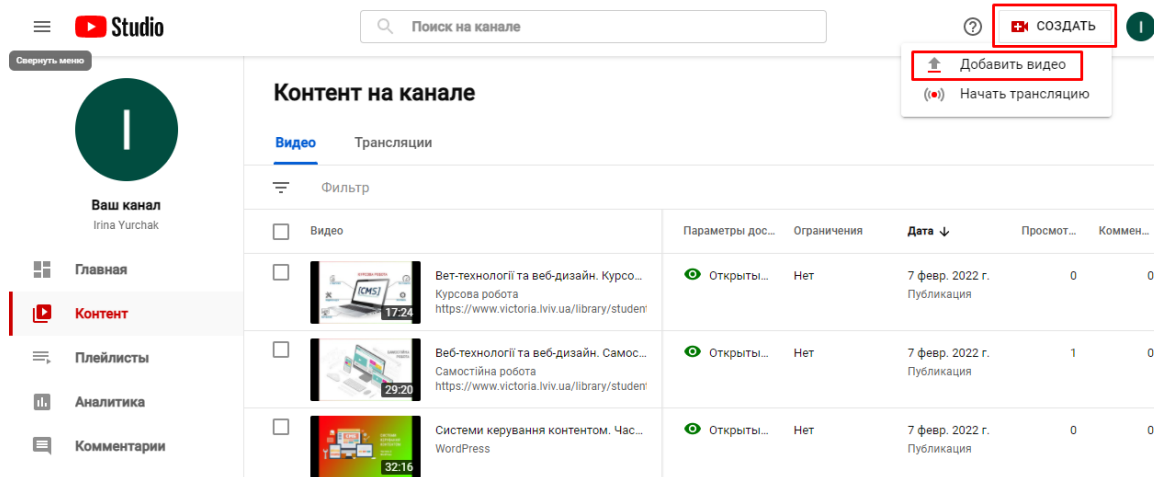 Studio
Поиск на канале
СОЗДАТЬ
I
Свернуть меню
Добавить видео
Начать трансляцию
I
Ваш канал
Irina Yurchak
Главная
Контент
Плейлисты
Аналитика
Комментарии
Контент на канале
Видео Трансляции
Фильтр
Видео Параметры дос... Ограничения Дата Просмот... Коммен...
КУРСОВА РОБОТА
[CMS]
17:24
Вет-технології та веб-дизайн. Курсо...
Курсова робота
https://www.victoria.lviv.ua/library/student
Открыты... Нет 7 февр. 2022 г. 0 0
Публикация
29:20
Веб-технології та веб-дизайн. Самос...
Самостійна робота
https://www.victoria.lviv.ua/library/student
Открыты... Нет 7 февр. 2022 г. 1 0
Публикация
32:16
Системи керування контентом. Час...
WordPress
Открыты... Нет 7 февр. 2022 г. 0 0
Публикация